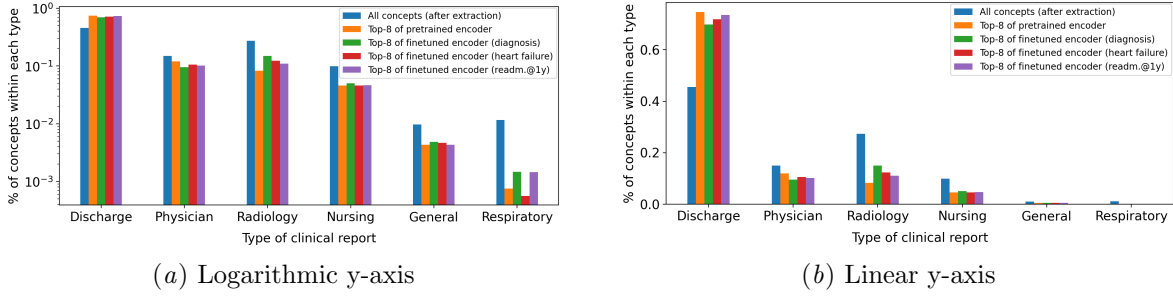 % of concepts within each type
10⁰
10⁻¹
10⁻²
10⁻³
All concepts (after extraction)
Top-8 of pretrained encoder
Top-8 of finetuned encoder (diagnosis)
Top-8 of finetuned encoder (heart failure)
Top-8 of finetuned encoder (readm.@1y)
Discharge Physician Radiology Nursing General Respiratory
Type of clinical report
(a) Logarithmic y-axis
% of concepts within each type
0.6
0.4
0.2
0.0
All concepts (after extraction)
Top-8 of pretrained encoder
Top-8 of finetuned encoder (diagnosis)
Top-8 of finetuned encoder (heart failure)
Top-8 of finetuned encoder (readm.@1y)
Discharge Physician Radiology Nursing General Respiratory
Type of clinical report
(b) Linear y-axis